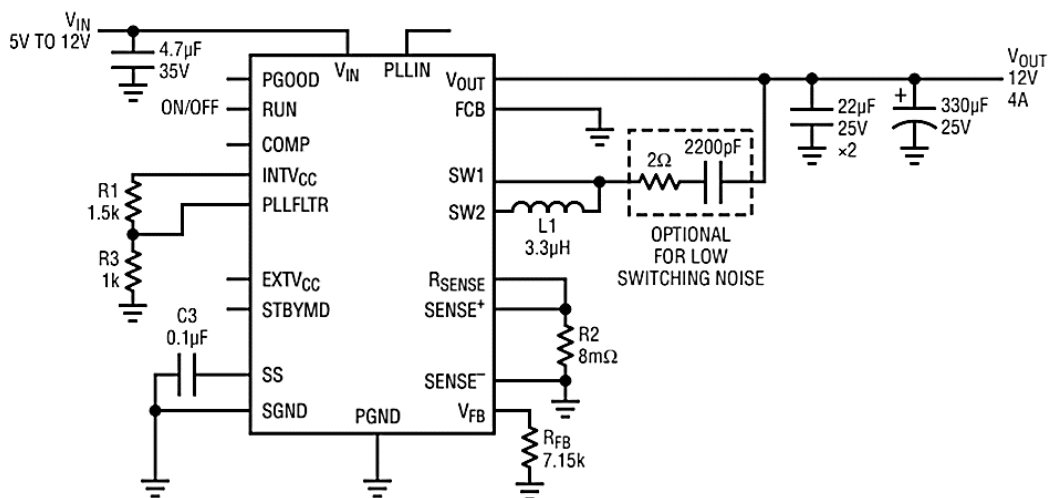 VIN
5V TO 12V
4.7µF
35V
VIN
PLLIN
PGOOD
ON/OFF
RUN
COMP
INTVCC
PLLFLTR
EXTVCC
STBYMD
SS
SGND
PGND
R1
1.5k
R3
1k
C3
0.1µF
VOUT
FCB
SW1
SW2
RSENSE
SENSE+
SENSE−
VFB
L1
3.3µH
2Ω
2200pF
OPTIONAL
FOR LOW
SWITCHING NOISE
R2
8mΩ
RFB
7.15k
22µF
25V
×2
+
330µF
25V
VOUT
12V
4A